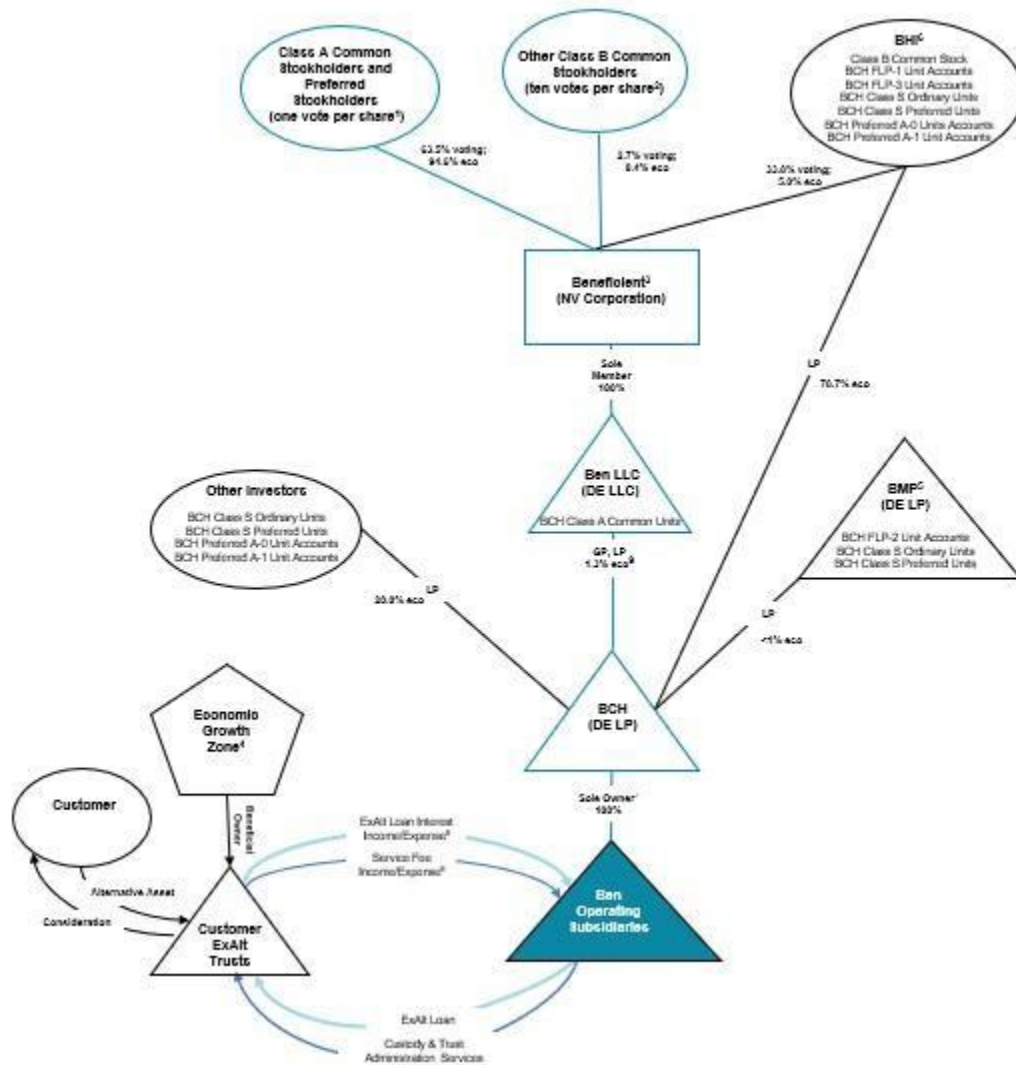 Class A Common
Stockholders and
Preferred
Stockholders
(one vote per share¹)
Other Class B Common
Stockholders
(ten votes per share²)
BHI⁶
Class B Common Stock
BCH FLP-1 Unit Accounts
BCH FLP-3 Unit Accounts
BCH Class S Ordinary Units
BCH Class S Preferred Units
BCH Preferred A-0 Units Accounts
BCH Preferred A-1 Unit Accounts
voting;
eco
voting;
eco
voting;
eco
Beneficient³
(NV Corporation)
Sole
Member
100%
LP
70.7% eco
Ben LLC
(DE LLC)
BCH Class A Common Units
BMP⁵
(DE LP)
BCH FLP-2 Unit Accounts
BCH Class S Ordinary Units
BCH Class S Preferred Units
Other Investors
BCH Class S Ordinary Units
BCH Class S Preferred Units
BCH Preferred A-0 Unit Accounts
BCH Preferred A-1 Unit Accounts
GP, LP
eco
LP
eco
LP
<1% eco
BCH
(DE LP)
Economic
Growth
Zone⁴
Sole Owner
100%
Customer
Beneficial
Owner
ExAlt Loan Interest
Income/Expense⁸
Service Fee
Income/Expense⁸
Alternative Asset
Consideration
Customer
ExAlt
Trusts
Ben
Operating
Subsidiaries
ExAlt Loan
Custody & Trust
Administration Services